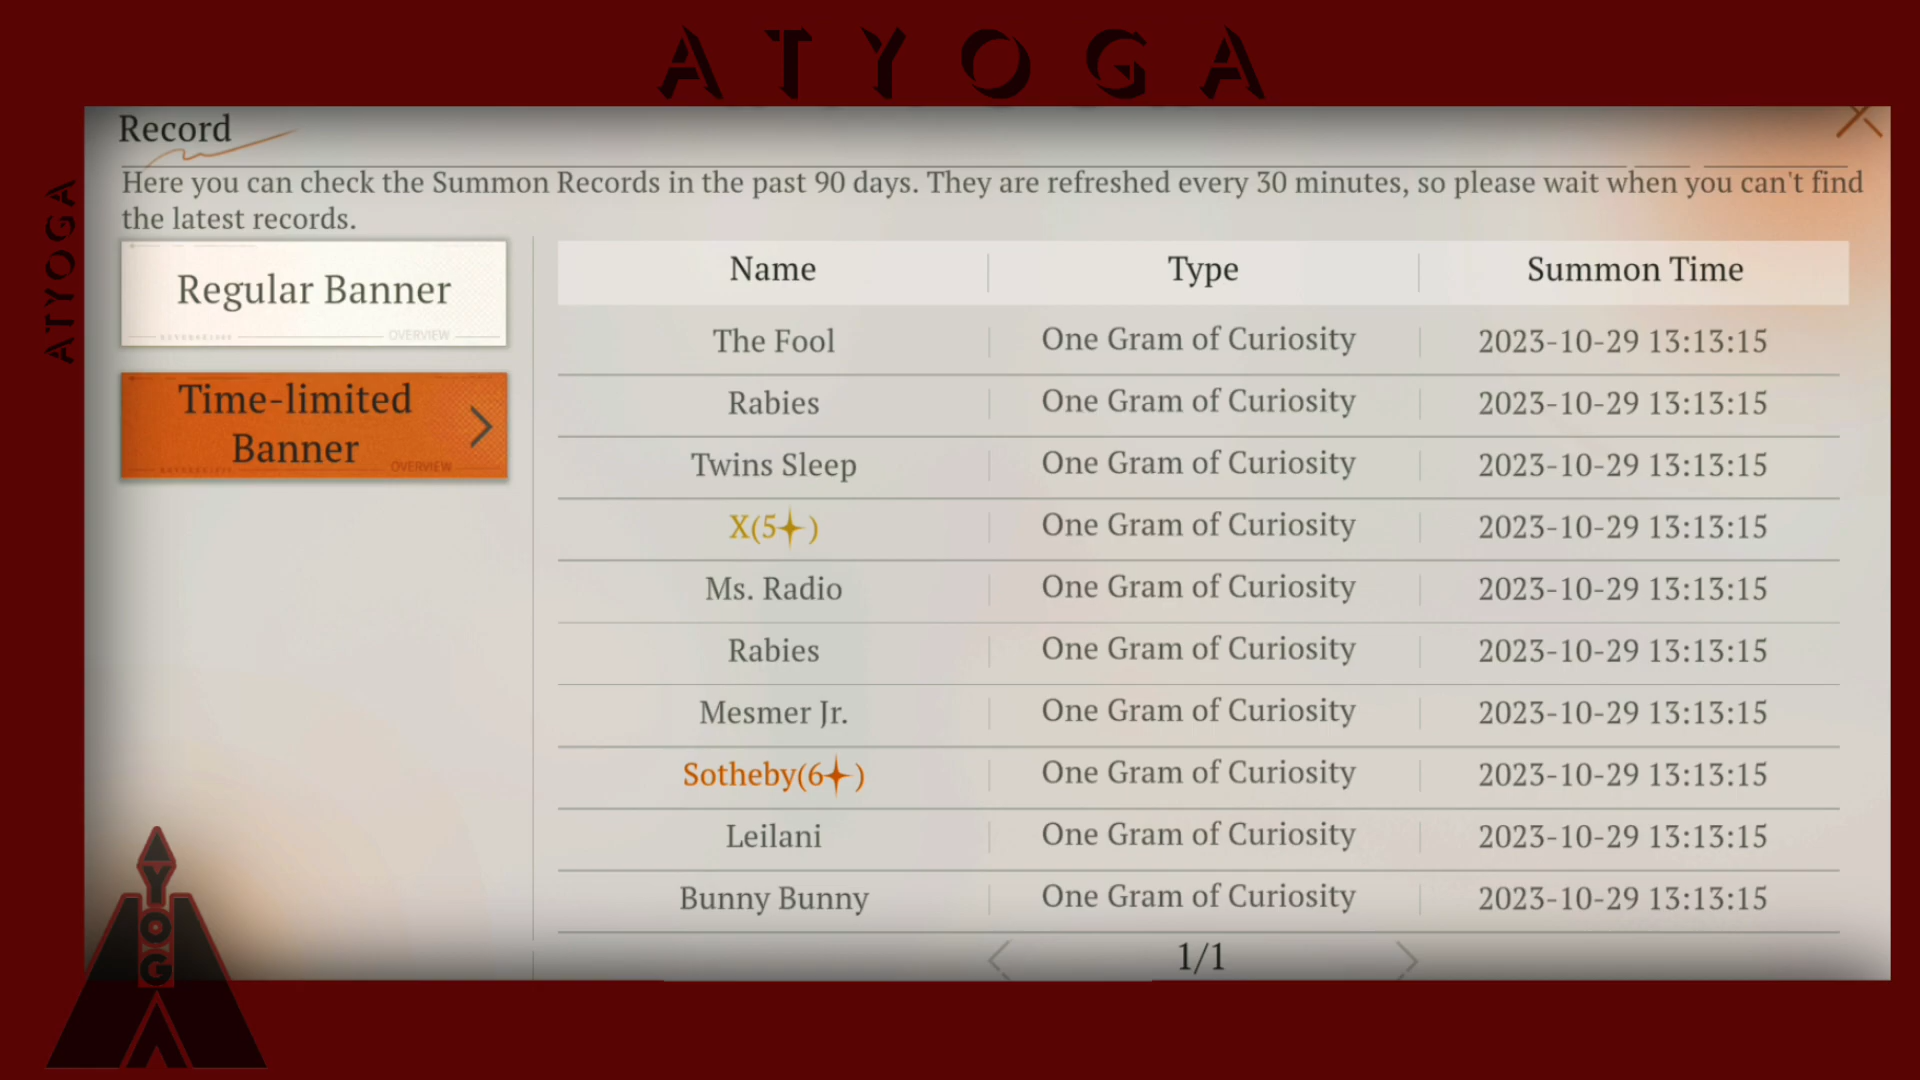 ATYOGA
Record
Here you can check the Summon Records in the past 90 days. They are refreshed every 30 minutes, so please wait when you can't find
the latest records.
ATYOGA
Regular Banner
OVERVIEW
Time-limited
Banner
OVERVIEW
Name Type Summon Time
The Fool One Gram of Curiosity 2023-10-29 13:13:15
Rabies One Gram of Curiosity 2023-10-29 13:13:15
Twins Sleep One Gram of Curiosity 2023-10-29 13:13:15
X(5✦) One Gram of Curiosity 2023-10-29 13:13:15
Ms. Radio One Gram of Curiosity 2023-10-29 13:13:15
Rabies One Gram of Curiosity 2023-10-29 13:13:15
Mesmer Jr. One Gram of Curiosity 2023-10-29 13:13:15
Sotheby(6✦) One Gram of Curiosity 2023-10-29 13:13:15
Leilani One Gram of Curiosity 2023-10-29 13:13:15
Bunny Bunny One Gram of Curiosity 2023-10-29 13:13:15
1/1
YOGA